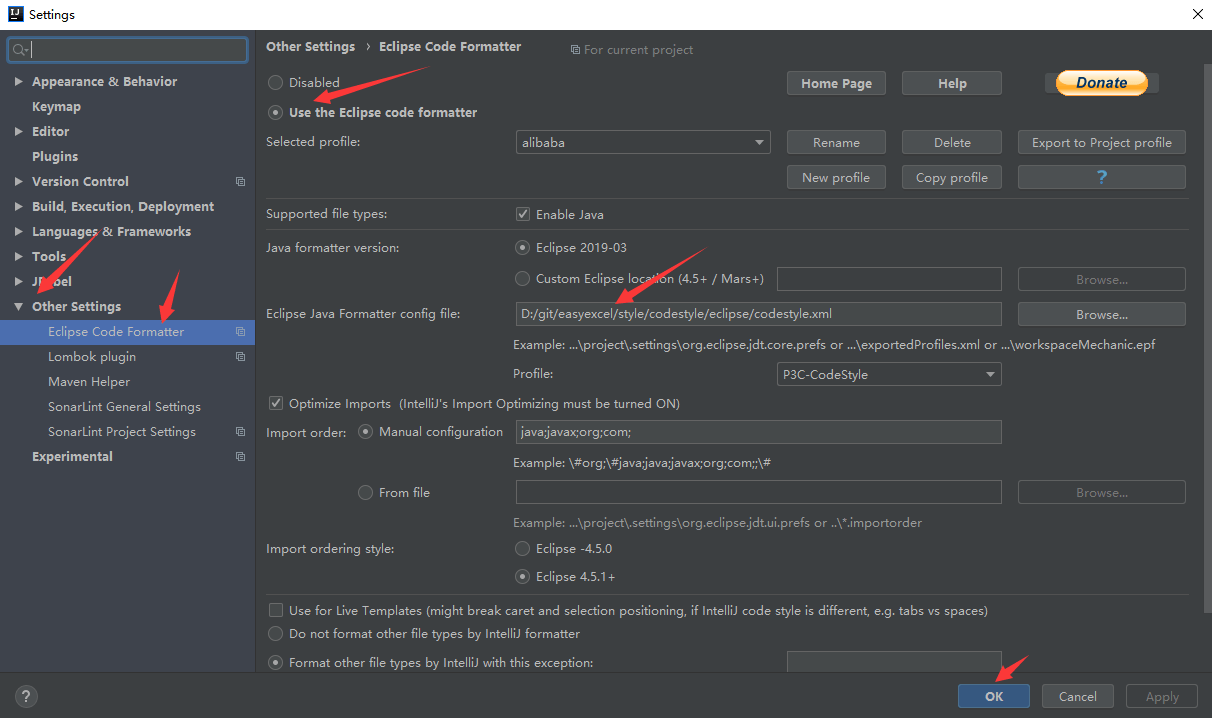 Settings
Appearance & Behavior
Keymap
Editor
Plugins
Version Control
Build, Execution, Deployment
Languages & Frameworks
Tools
Other Settings
Eclipse Code Formatter
Lombok plugin
Maven Helper
SonarLint General Settings
SonarLint Project Settings
Experimental
Other Settings › Eclipse Code Formatter For current project
Disabled Home Page Help Donate
Use the Eclipse code formatter
Selected profile: alibaba Rename Delete Export to Project profile
New profile Copy profile ?
Supported file types: Enable Java
Java formatter version: Eclipse 2019-03
Custom Eclipse location (4.5+ / Mars+) Browse...
Eclipse Java Formatter config file: D:/git/easyexcel/style/codestyle/eclipse/codestyle.xml Browse...
Example: ...\project\.settings\org.eclipse.jdt.core.prefs or ...\exportedProfiles.xml or ...\workspaceMechanic.epf
Profile: P3C-CodeStyle
Optimize Imports (IntelliJ's Import Optimizing must be turned ON)
Import order: Manual configuration java;javax;org;com;
Example: \#org;\#java;java;javax;org;com;;\#
From file Browse...
Example: ...\project\.settings\org.eclipse.jdt.ui.prefs or ..\*.importorder
Import ordering style: Eclipse -4.5.0
Eclipse 4.5.1+
Use for Live Templates (might break caret and selection positioning, if IntelliJ code style is different, e.g. tabs vs spaces)
Do not format other file types by IntelliJ formatter
Format other file types by IntelliJ with this exception:
? OK Cancel Apply